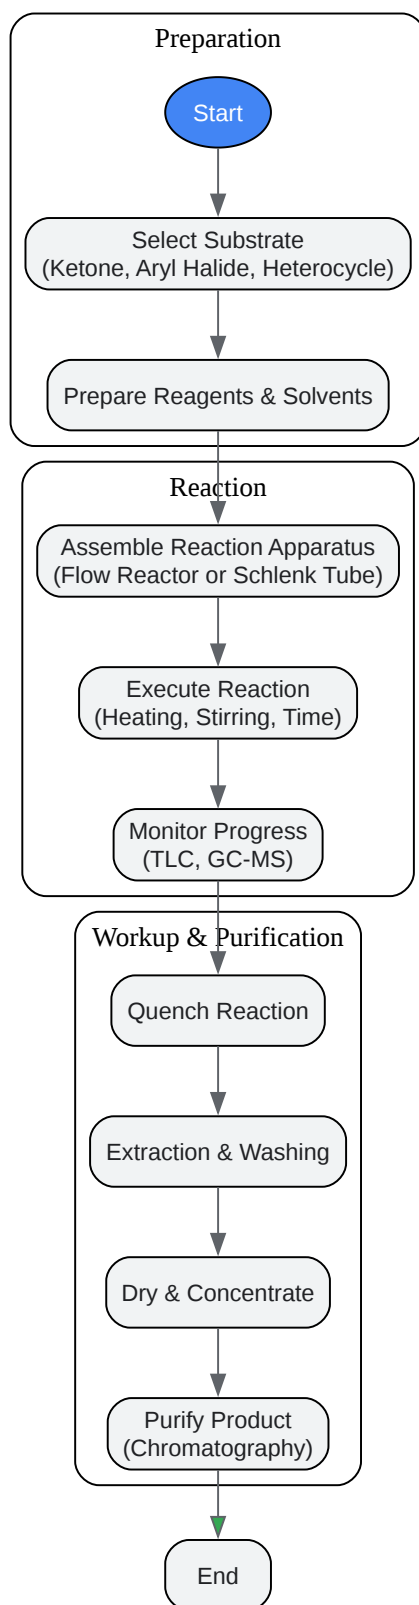 Preparation
Start
Select Substrate
(Ketone, Aryl Halide, Heterocycle)
Prepare Reagents & Solvents
Reaction
Assemble Reaction Apparatus
(Flow Reactor or Schlenk Tube)
Execute Reaction
(Heating, Stirring, Time)
Monitor Progress
(TLC, GC-MS)
Workup & Purification
Quench Reaction
Extraction & Washing
Dry & Concentrate
Purify Product
(Chromatography)
End